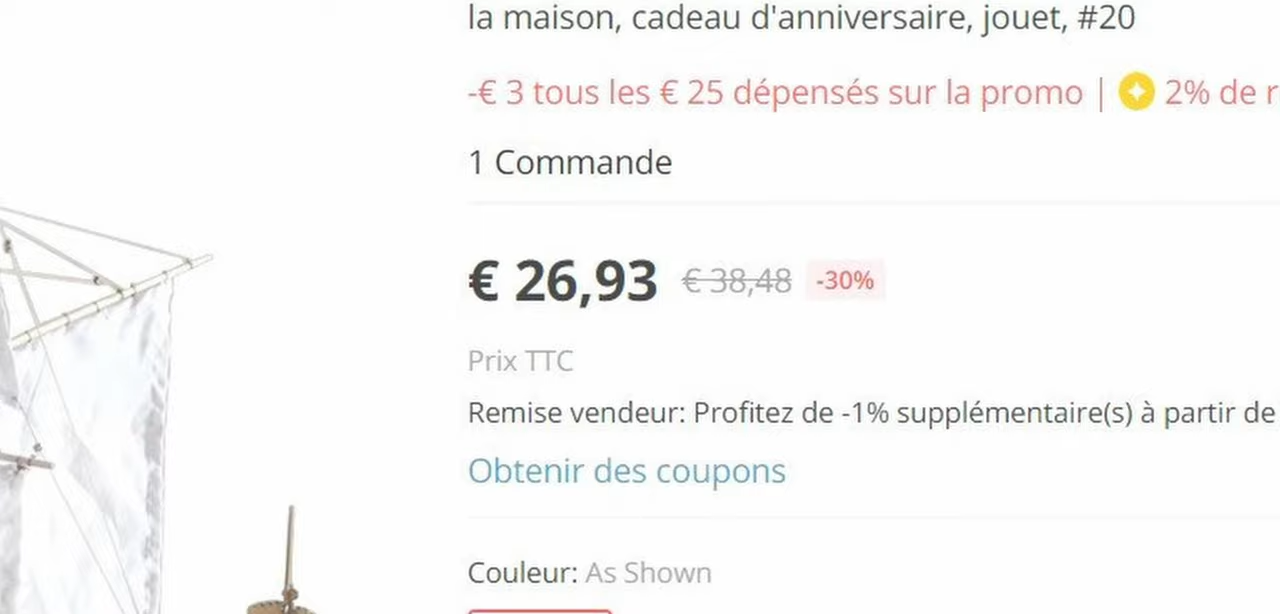 la maison, cadeau d'anniversaire, jouet, #20
-€ 3 tous les € 25 dépensés sur la promo | 2% de
1 Commande
€ 26,93 € 38,48 -30%
Prix TTC
Remise vendeur: Profitez de -1% supplémentaire(s) à partir de
Obtenir des coupons
Couleur: As Shown